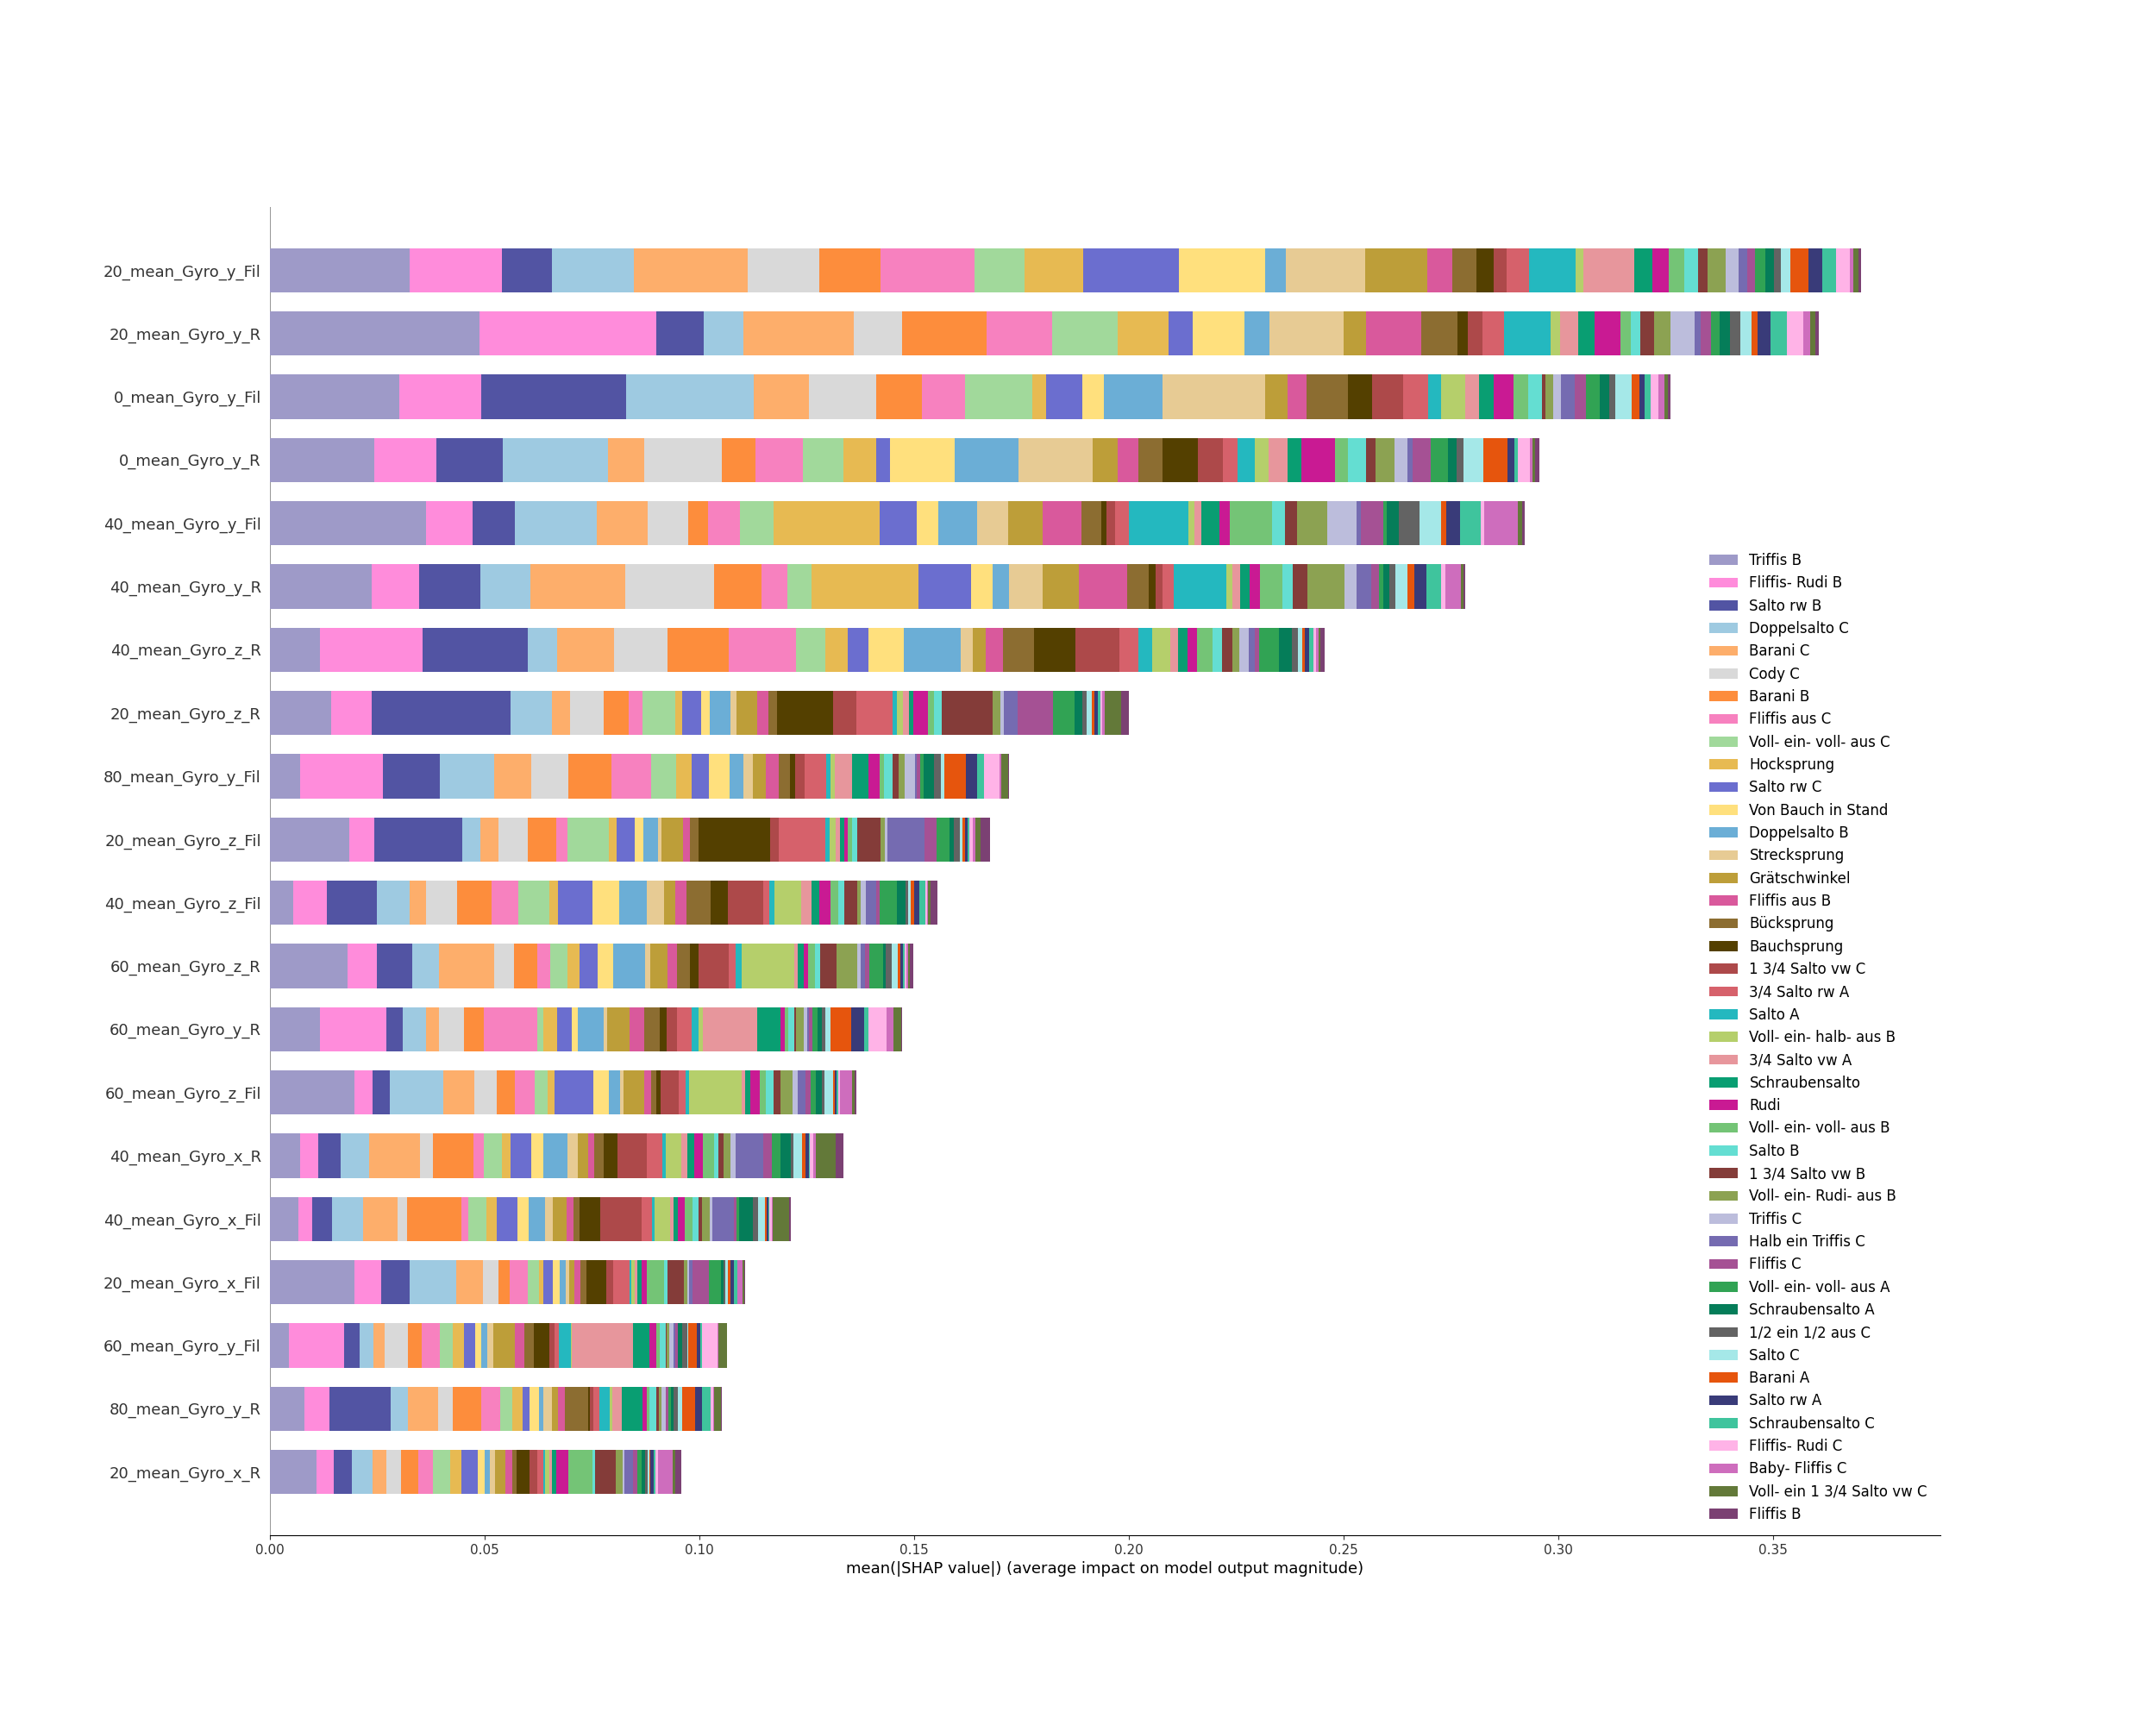 20_mean_Gyro_y_Fil
20_mean_Gyro_y_R
0_mean_Gyro_y_Fil
0_mean_Gyro_y_R
40_mean_Gyro_y_Fil
40_mean_Gyro_y_R
40_mean_Gyro_z_R
20_mean_Gyro_z_R
80_mean_Gyro_y_Fil
20_mean_Gyro_z_Fil
40_mean_Gyro_z_Fil
60_mean_Gyro_z_R
60_mean_Gyro_y_R
60_mean_Gyro_z_Fil
40_mean_Gyro_x_R
40_mean_Gyro_x_Fil
20_mean_Gyro_x_Fil
60_mean_Gyro_y_Fil
80_mean_Gyro_y_R
20_mean_Gyro_x_R
Triffis B
Fliffis- Rudi B
Salto rw B
Doppelsalto C
Barani C
Cody C
Barani B
Fliffis aus C
Voll- ein- voll- aus C
Hocksprung
Salto rw C
Von Bauch in Stand
Doppelsalto B
Strecksprung
Grätschwinkel
Fliffis aus B
Bücksprung
Bauchsprung
1 3/4 Salto vw C
3/4 Salto rw A
Salto A
Voll- ein- halb- aus B
3/4 Salto vw A
Schraubensalto
Rudi
Voll- ein- voll- aus B
Salto B
1 3/4 Salto vw B
Voll- ein- Rudi- aus B
Triffis C
Halb ein Triffis C
Fliffis C
Voll- ein- voll- aus A
Schraubensalto A
1/2 ein 1/2 aus C
Salto C
Barani A
Salto rw A
Schraubensalto C
Fliffis- Rudi C
Baby- Fliffis C
Voll- ein 1 3/4 Salto vw C
Fliffis B
0.00 0.05 0.10 0.15 0.20 0.25 0.30 0.35
mean(|SHAP value|) (average impact on model output magnitude)